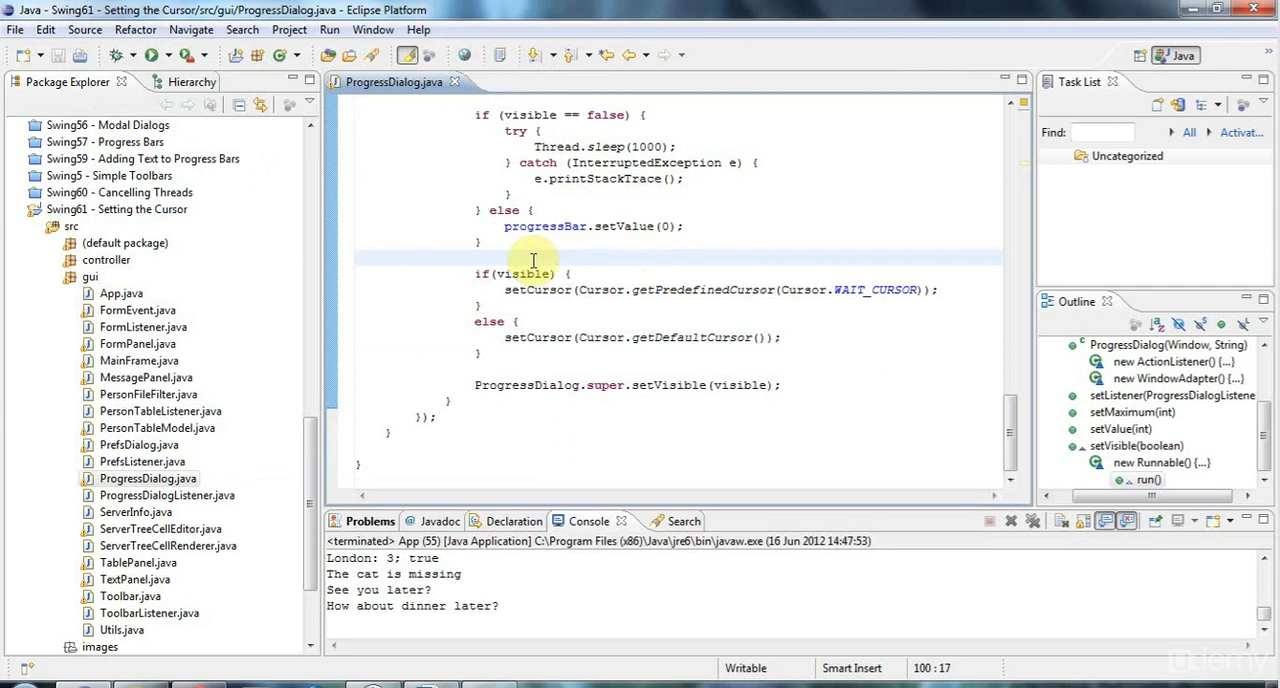 Java - Swing61 - Setting the Cursor/src/gui/ProgressDialog.java - Eclipse Platform
File Edit Source Refactor Navigate Search Project Run Window Help
Java
Package Explorer Hierarchy
ProgressDialog.java
Task List
Find: All Activat...
Uncategorized
Swing56 - Modal Dialogs
Swing57 - Progress Bars
Swing59 - Adding Text to Progress Bars
Swing5 - Simple Toolbars
Swing60 - Cancelling Threads
Swing61 - Setting the Cursor
src
(default package)
controller
gui
App.java
FormEvent.java
FormListener.java
FormPanel.java
MainFrame.java
MessagePanel.java
PersonFileFilter.java
PersonTableListener.java
PersonTableModel.java
PrefsDialog.java
PrefsListener.java
ProgressDialog.java
ProgressDialogListener.java
ServerInfo.java
ServerTreeCellEditor.java
ServerTreeCellRenderer.java
TablePanel.java
TextPanel.java
Toolbar.java
ToolbarListener.java
Utils.java
images
if (visible == false) {
try {
Thread.sleep(1000);
} catch (InterruptedException e) {
e.printStackTrace();
}
} else {
progressBar.setValue(0);
}
if(visible) {
setCursor(Cursor.getPredefinedCursor(Cursor.WAIT_CURSOR));
}
else {
setCursor(Cursor.getDefaultCursor());
}
ProgressDialog.super.setVisible(visible);
}
});
}
}
Outline
ProgressDialog(Window, String)
new ActionListener() {...}
new WindowAdapter() {...}
setListener(ProgressDialogListene
setMaximum(int)
setValue(int)
setVisible(boolean)
new Runnable() {...}
run()
Problems Javadoc Declaration Console Search
<terminated> App (55) [Java Application] C:\Program Files (x86)\Java\jre6\bin\javaw.exe (16 Jun 2012 14:47:53)
London: 3; true
The cat is missing
See you later?
How about dinner later?
Writable Smart Insert 100 : 17
udemy